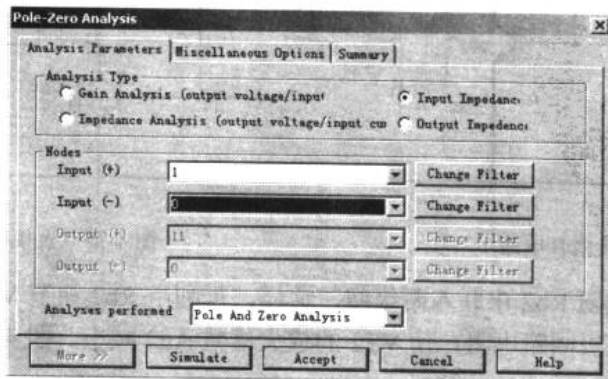 Pole-Zero Analysis
Analysis Parameters Miscellaneous Options Summary
Analysis Type
Gain Analysis (output voltage/input Input Impedanc
Impedance Analysis (output voltage/input cu Output Impedenc
Nodes
Input (+) 1 Change Filter
Input (-) Change Filter
Output (+) 11 Change Filter
Output (-) 0 Change Filter
Analyses performed Pole And Zero Analysis
More >> Simulate Accept Cancel Help